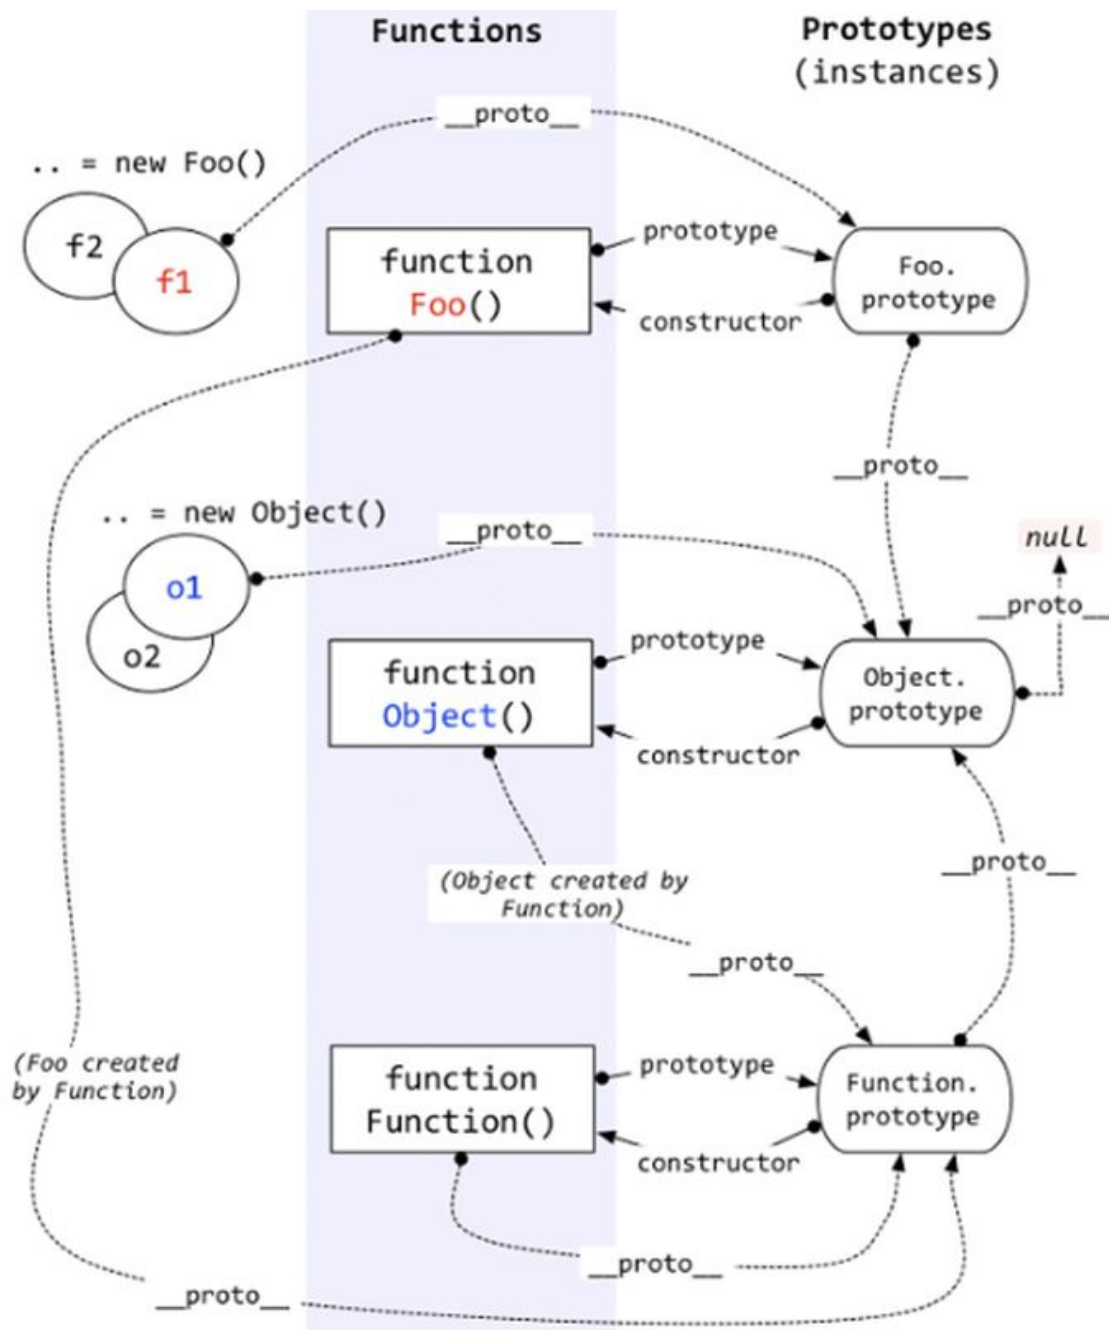 Functions
Prototypes
(instances)
__proto__
.. = new Foo()
f2
f1
function
Foo()
prototype
constructor
Foo.
prototype
__proto__
.. = new Object()
__proto__
null
__proto__
o1
o2
function
Object()
prototype
constructor
Object.
prototype
(Object created by
Function)
__proto__
__proto__
(Foo created
by Function)
function
Function()
prototype
constructor
Function.
prototype
__proto__
__proto__